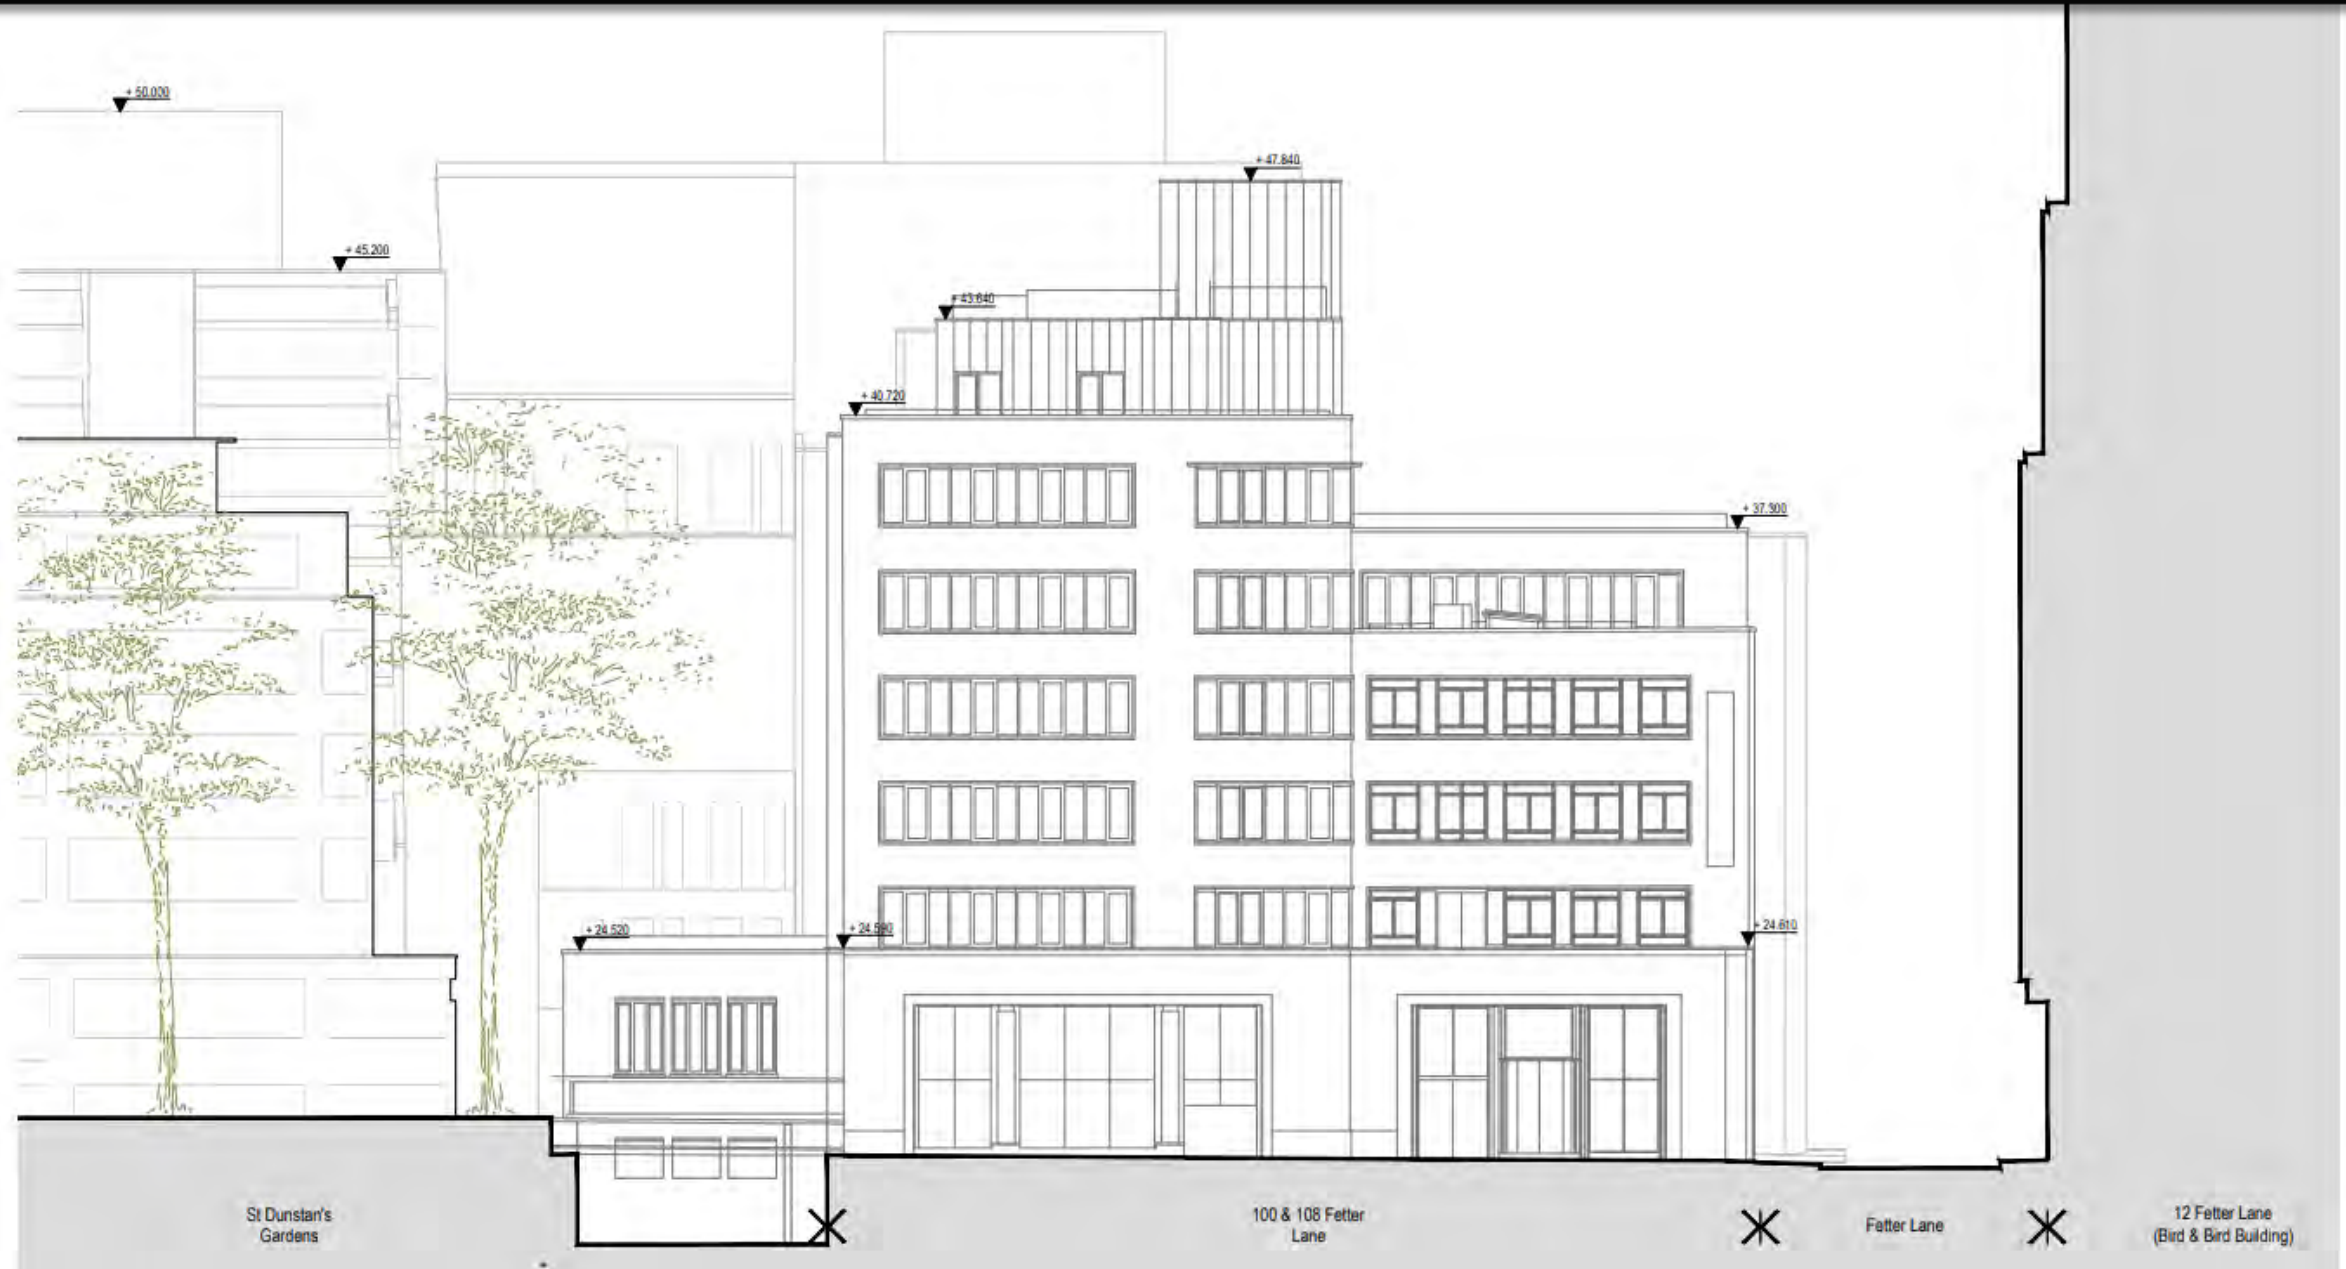 + 50.000
+ 47.840
+ 45.200
+ 43.640
+ 40.720
+ 37.300
+ 24.520
+ 24.610
St Dunstan's
Gardens
100 & 108 Fetter
Lane
Fetter Lane
12 Fetter Lane
(Bird & Bird Building)